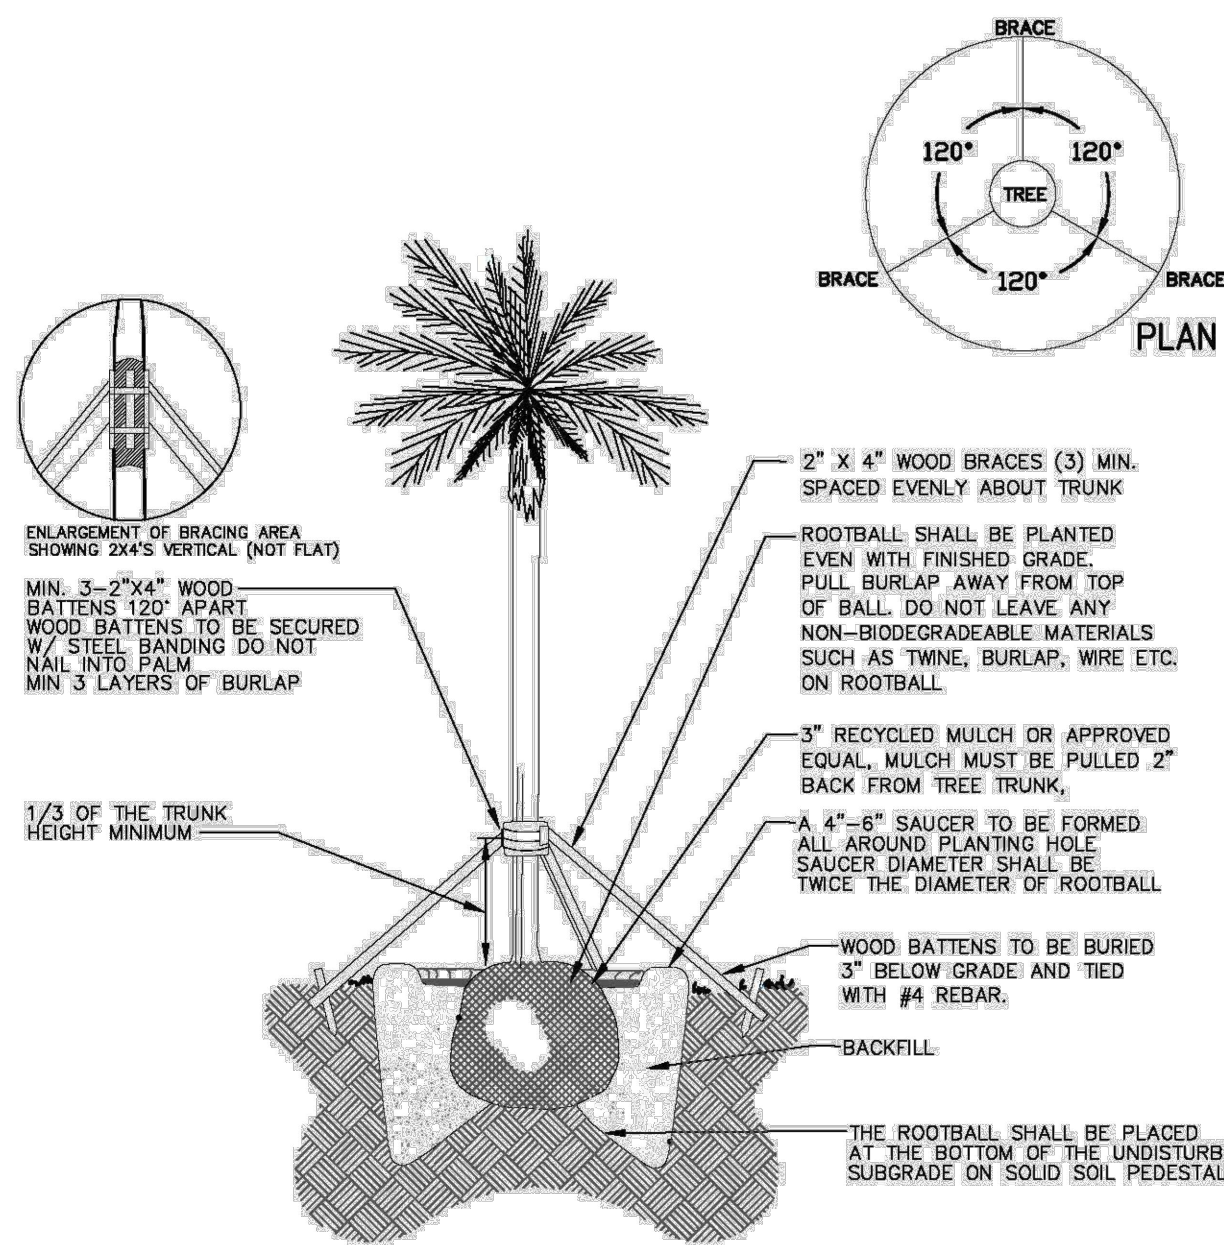 BRACE
120° 120°
TREE
BRACE 120° BRACE
PLAN
ENLARGEMENT OF BRACING AREA
SHOWING 2X4'S VERTICAL (NOT FLAT)
MIN. 3-2"X4" WOOD
BATTENS 120° APART
WOOD BATTENS TO BE SECURED
W/ STEEL BANDING DO NOT
NAIL INTO PALM
MIN 3 LAYERS OF BURLAP
1/3 OF THE TRUNK
HEIGHT MINIMUM
2" X 4" WOOD BRACES (3) MIN.
SPACED EVENLY ABOUT TRUNK
ROOTBALL SHALL BE PLANTED
EVEN WITH FINISHED GRADE.
PULL BURLAP AWAY FROM TOP
OF BALL. DO NOT LEAVE ANY
NON-BIODEGRADEABLE MATERIALS
SUCH AS TWINE, BURLAP, WIRE ETC.
ON ROOTBALL
3" RECYCLED MULCH OR APPROVED
EQUAL, MULCH MUST BE PULLED 2"
BACK FROM TREE TRUNK,
A 4"-6" SAUCER TO BE FORMED
ALL AROUND PLANTING HOLE
SAUCER DIAMETER SHALL BE
TWICE THE DIAMETER OF ROOTBALL
WOOD BATTENS TO BE BURIED
3" BELOW GRADE AND TIED
WITH #4 REBAR.
BACKFILL
THE ROOTBALL SHALL BE PLACED
AT THE BOTTOM OF THE UNDISTURB
SUBGRADE ON SOLID SOIL PEDESTAL